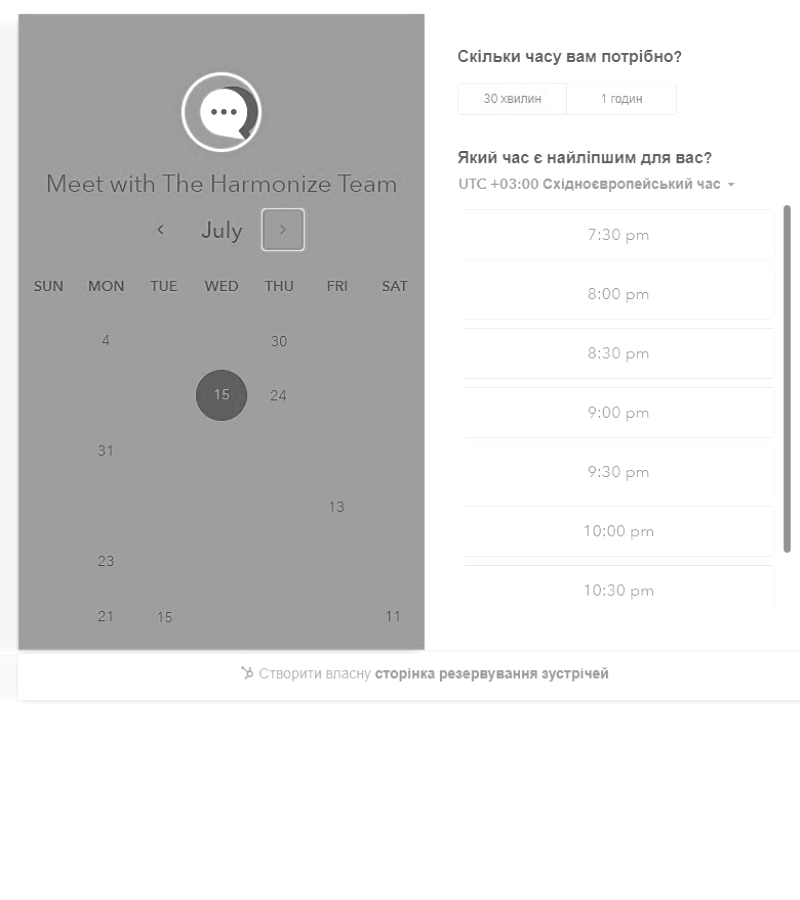 Meet with The Harmonize Team
July
SUN MON TUE WED THU FRI SAT
4 30
15 24
31
13
23
21 15 11
Скільки часу вам потрібно?
30 хвилин 1 годин
Який час є найліпшим для вас?
UTC +03:00 Східноєвропейський час
7:30 pm
8:00 pm
8:30 pm
9:00 pm
9:30 pm
10:00 pm
10:30 pm
Створити власну сторінка резервування зустрічей